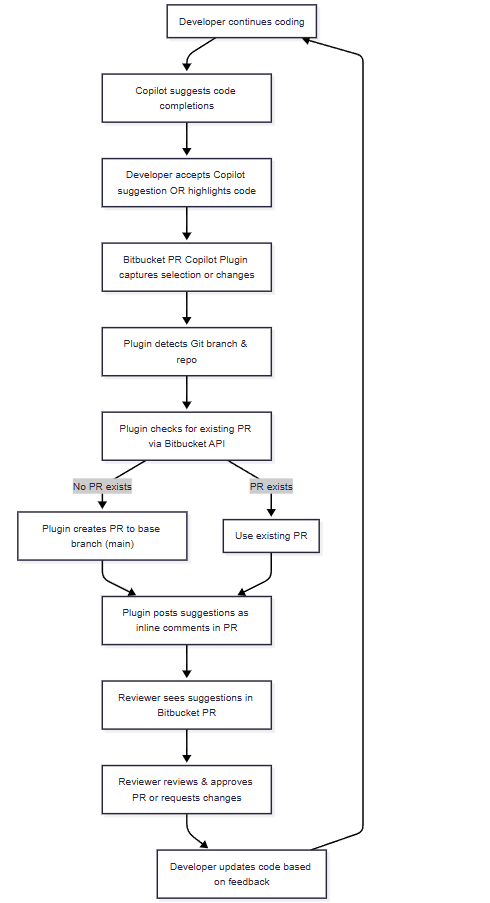 Developer continues coding
Copilot suggests code
completions
Developer accepts Copilot
suggestion OR highlights code
Bitbucket PR Copilot Plugin
captures selection or changes
Plugin detects Git branch &
repo
Plugin checks for existing PR
via Bitbucket API
No PR exists
PR exists
Plugin creates PR to base
branch (main)
Use existing PR
Plugin posts suggestions as
inline comments in PR
Reviewer sees suggestions in
Bitbucket PR
Reviewer reviews & approves
PR or requests changes
Developer updates code based
on feedback